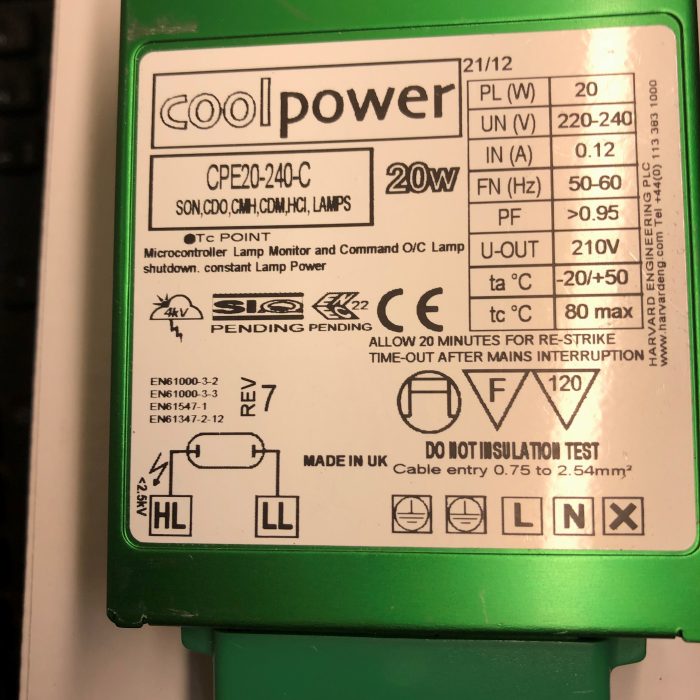 21/12
coolpower
CPE20-240-C
SON,CDO,CMH,CDM,HCI, LAMPS
20w
PL (W) 20
UN (V) 220-240
IN (A) 0.12
FN (Hz) 50-60
PF >0.95
U-OUT 210V
ta °C -20/+50
tc °C 80 max
HARVARD ENGINEERING PLC
www.harvardeng.com Tel +44(0) 113 383 1000
Tc POINT
Microcontroller Lamp Monitor and Command O/C Lamp
shutdown. constant Lamp Power
4kV
PENDING
22
PENDING
CE
ALLOW 20 MINUTES FOR RE-STRIKE
TIME-OUT AFTER MAINS INTERRUPTION
EN61000-3-2
EN61000-3-3
EN61547-1
EN61347-2-12
REV 7
F
120
DO NOT INSULATION TEST
MADE IN UK
Cable entry 0.75 to 2.54mm²
<2.5KV
HL
LL
L N X